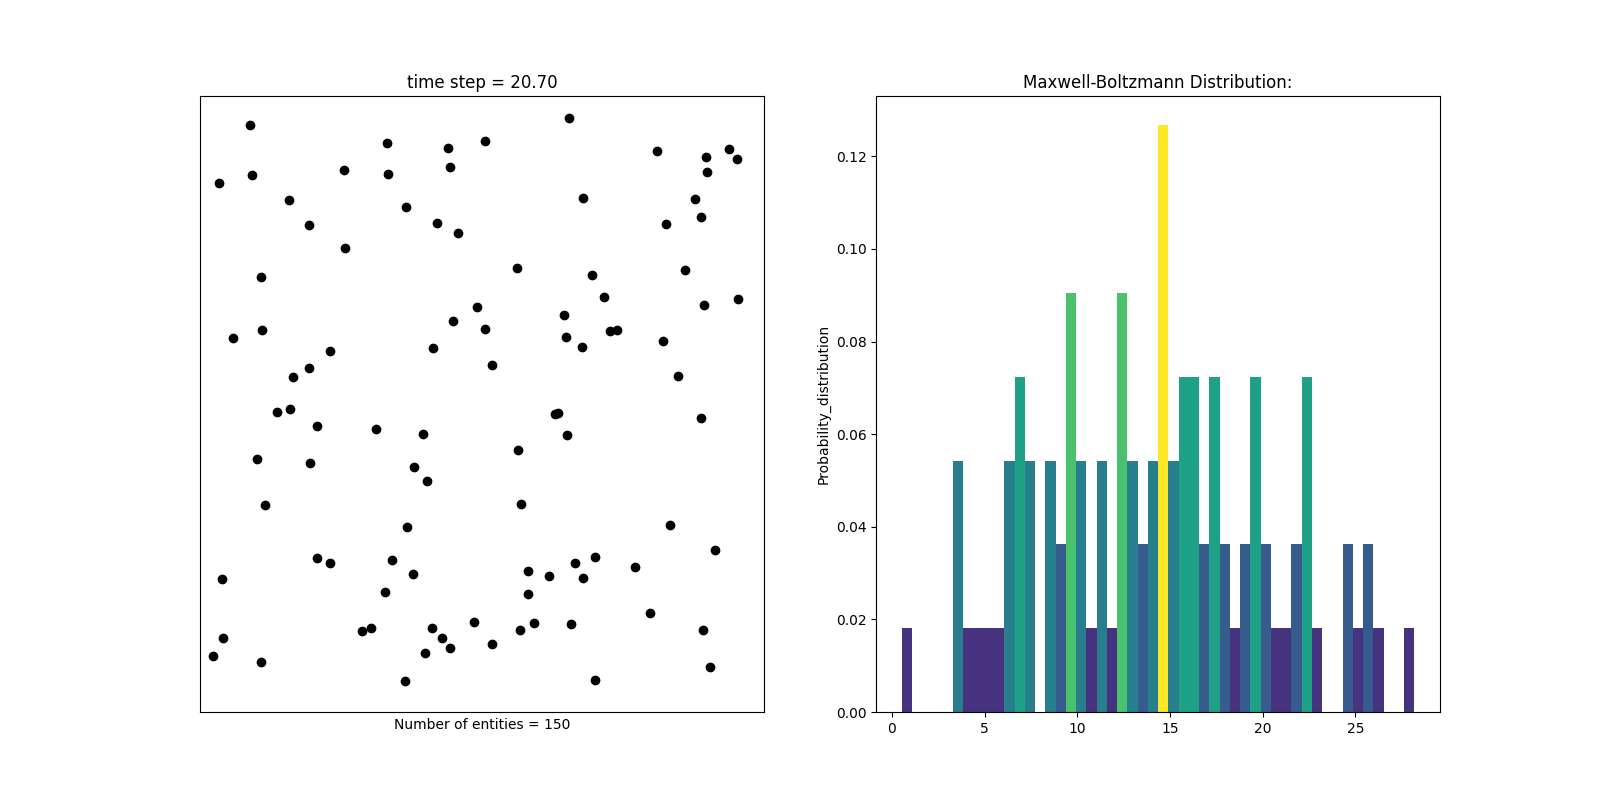 time step = 20.70
Number of entities = 150
Maxwell-Boltzmann Distribution:
Probability_distribution
0.12
0.10
0.08
0.06
0.04
0.02
0.00
0 5 10 15 20 25